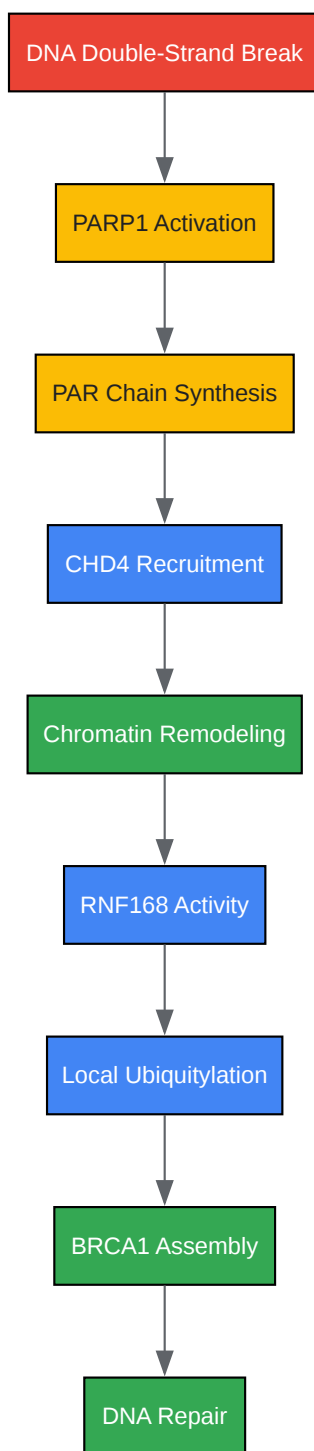 DNA Double-Strand Break
PARP1 Activation
PAR Chain Synthesis
CHD4 Recruitment
Chromatin Remodeling
RNF168 Activity
Local Ubiquitylation
BRCA1 Assembly
DNA Repair